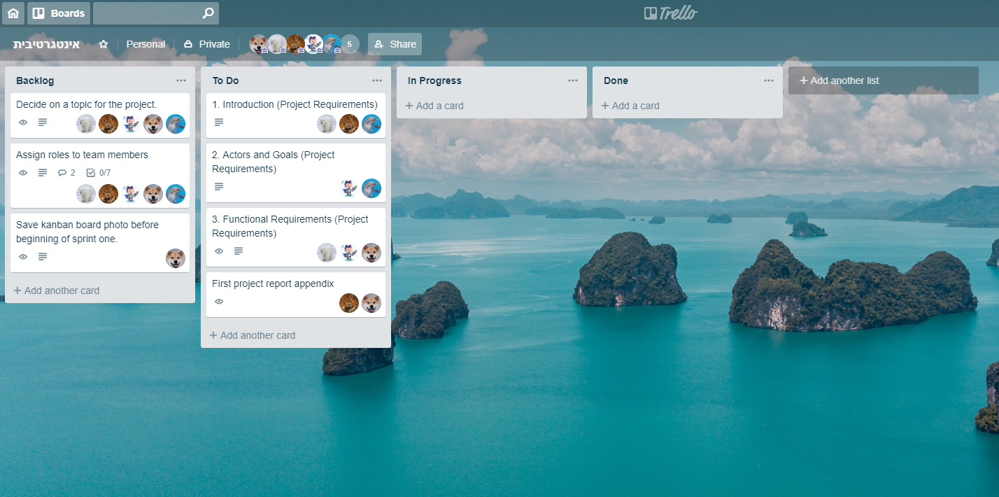 Boards
Trello
אינטגרטיבית
Personal
Private
5
Share
Backlog
Decide on a topic for the project.
Assign roles to team members
2
0/7
Save kanban board photo before
beginning of sprint one.
+ Add another card
To Do
1. Introduction (Project Requirements)
2. Actors and Goals (Project
Requirements)
3. Functional Requirements (Project
Requirements)
First project report appendix
+ Add another card
In Progress
+ Add a card
Done
+ Add a card
+ Add another list